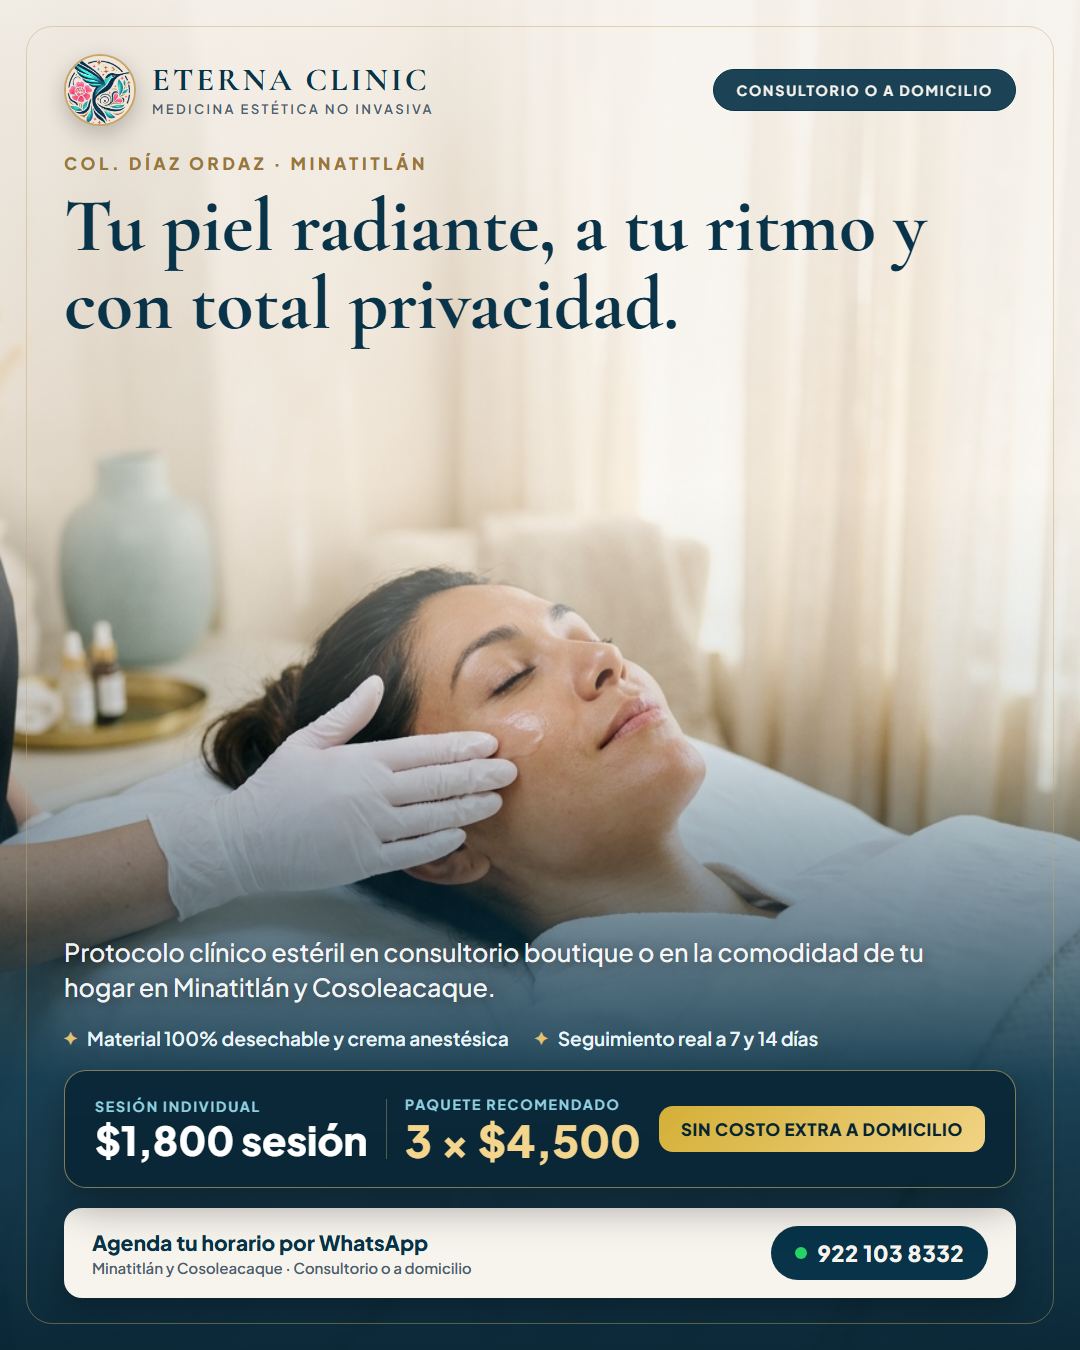 ETERNA CLINIC
MEDICINA ESTÉTICA NO INVASIVA
CONSULTORIO O A DOMICILIO
COL. DÍAZ ORDAZ · MINATITLÁN
Tu piel radiante, a tu ritmo y
con total privacidad.
Protocolo clínico estéril en consultorio boutique o en la comodidad de tu
hogar en Minatitlán y Cosoleacaque.
✦ Material 100% desechable y crema anestésica ✦ Seguimiento real a 7 y 14 días
SESIÓN INDIVIDUAL
$1,800 sesión
PAQUETE RECOMENDADO
3 × $4,500
SIN COSTO EXTRA A DOMICILIO
Agenda tu horario por WhatsApp
Minatitlán y Cosoleacaque · Consultorio o a domicilio
922 103 8332